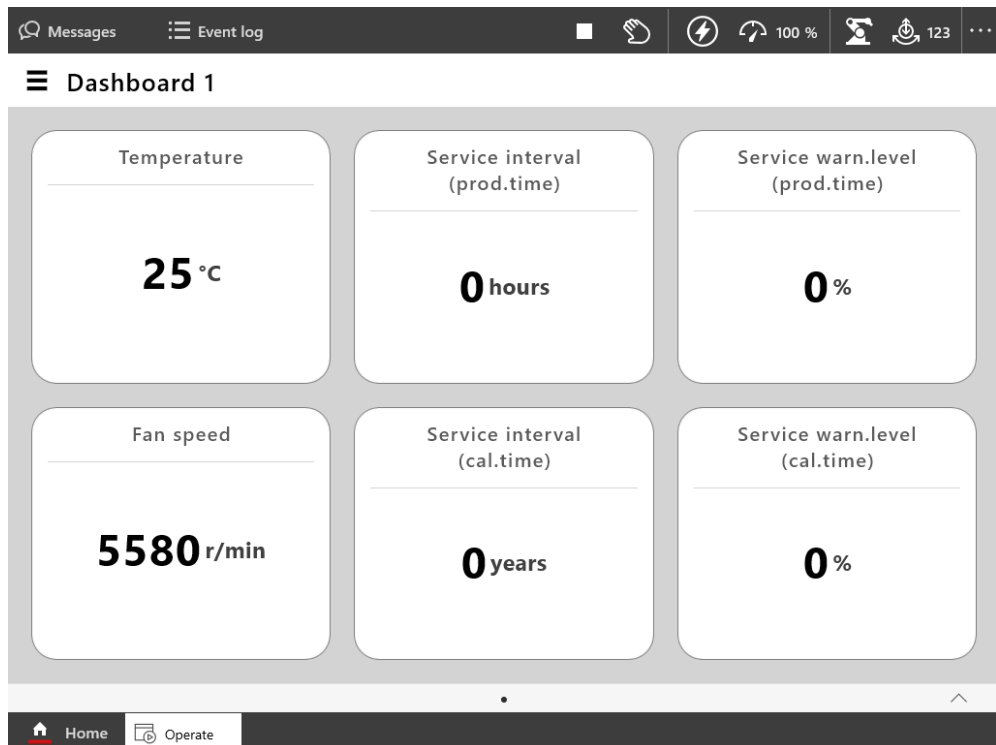 Messages
Event log
100 %
123
Dashboard 1
Temperature
25 °C
Service interval
(prod.time)
0 hours
Service warn.level
(prod.time)
0 %
Fan speed
5580 r/min
Service interval
(cal.time)
0 years
Service warn.level
(cal.time)
0 %
Home
Operate